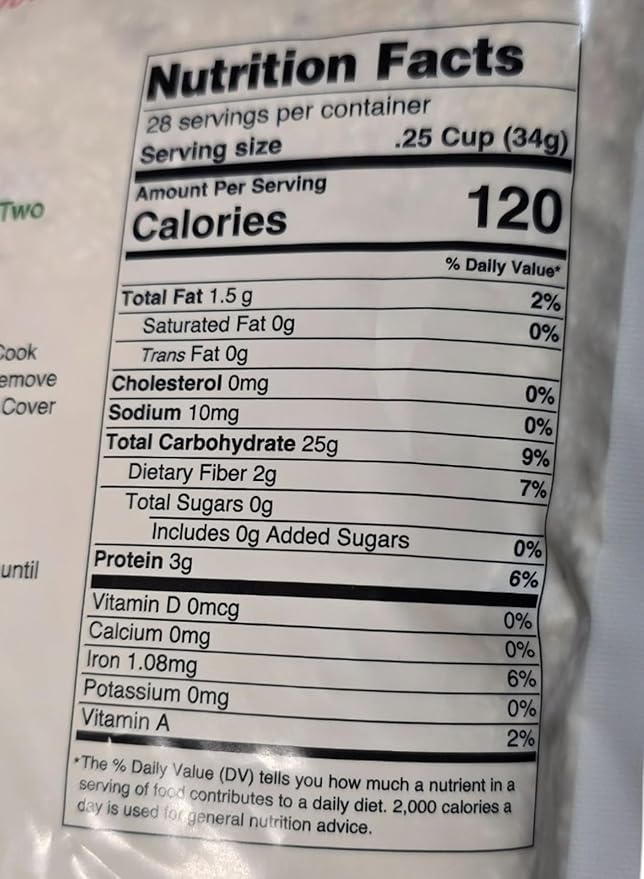 Nutrition Facts
28 servings per container
Serving size .25 Cup (34g)
Amount Per Serving
Calories 120
% Daily Value*
Total Fat 1.5 g 2%
Saturated Fat 0g 0%
Trans Fat 0g
Cholesterol 0mg 0%
Sodium 10mg 0%
Total Carbohydrate 25g 9%
Dietary Fiber 2g 7%
Total Sugars 0g
Includes 0g Added Sugars 0%
Protein 3g 6%
Vitamin D 0mcg 0%
Calcium 0mg 0%
Iron 1.08mg 6%
Potassium 0mg 0%
Vitamin A 2%
*The % Daily Value (DV) tells you how much a nutrient in a
serving of food contributes to a daily diet. 2,000 calories a
day is used for general nutrition advice.
Two
Cook
emove
Cover
until